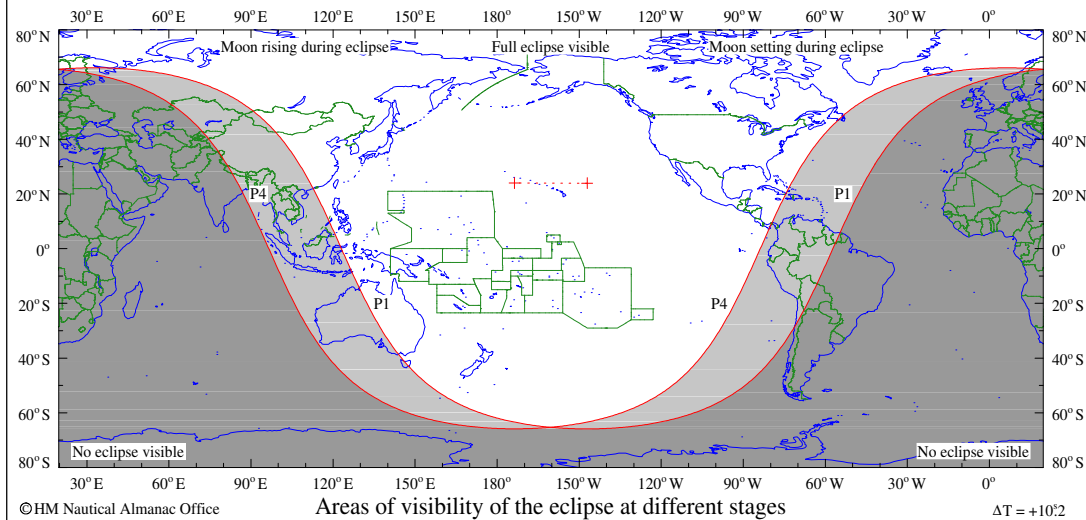 30° E 60° E 90° E 120° E 150° E 180° 150° W 120° W 90° W 60° W 30° W 0°
80° N 80° N
Moon rising during eclipse Full eclipse visible Moon setting during eclipse
60° N 60° N
40° N 40° N
20° N P4 P1 20° N
0° 0°
20° S P1 P4 20° S
40° S 40° S
60° S 60° S
No eclipse visible No eclipse visible
80° S 80° S
30° E 60° E 90° E 120° E 150° E 180° 150° W 120° W 90° W 60° W 30° W 0°
©HM Nautical Almanac Office Areas of visibility of the eclipse at different stages ΔT = +10ˢ.2